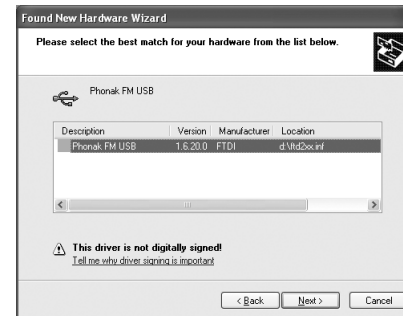 Found New Hardware Wizard
Please select the best match for your hardware from the list below.
Phonak FM USB
Description Version Manufacturer Location
Phonak FM USB 1.6.20.0 FTDI d:\ftd2xx.inf
This driver is not digitally signed!
Tell me why driver signing is important
< Back Next > Cancel